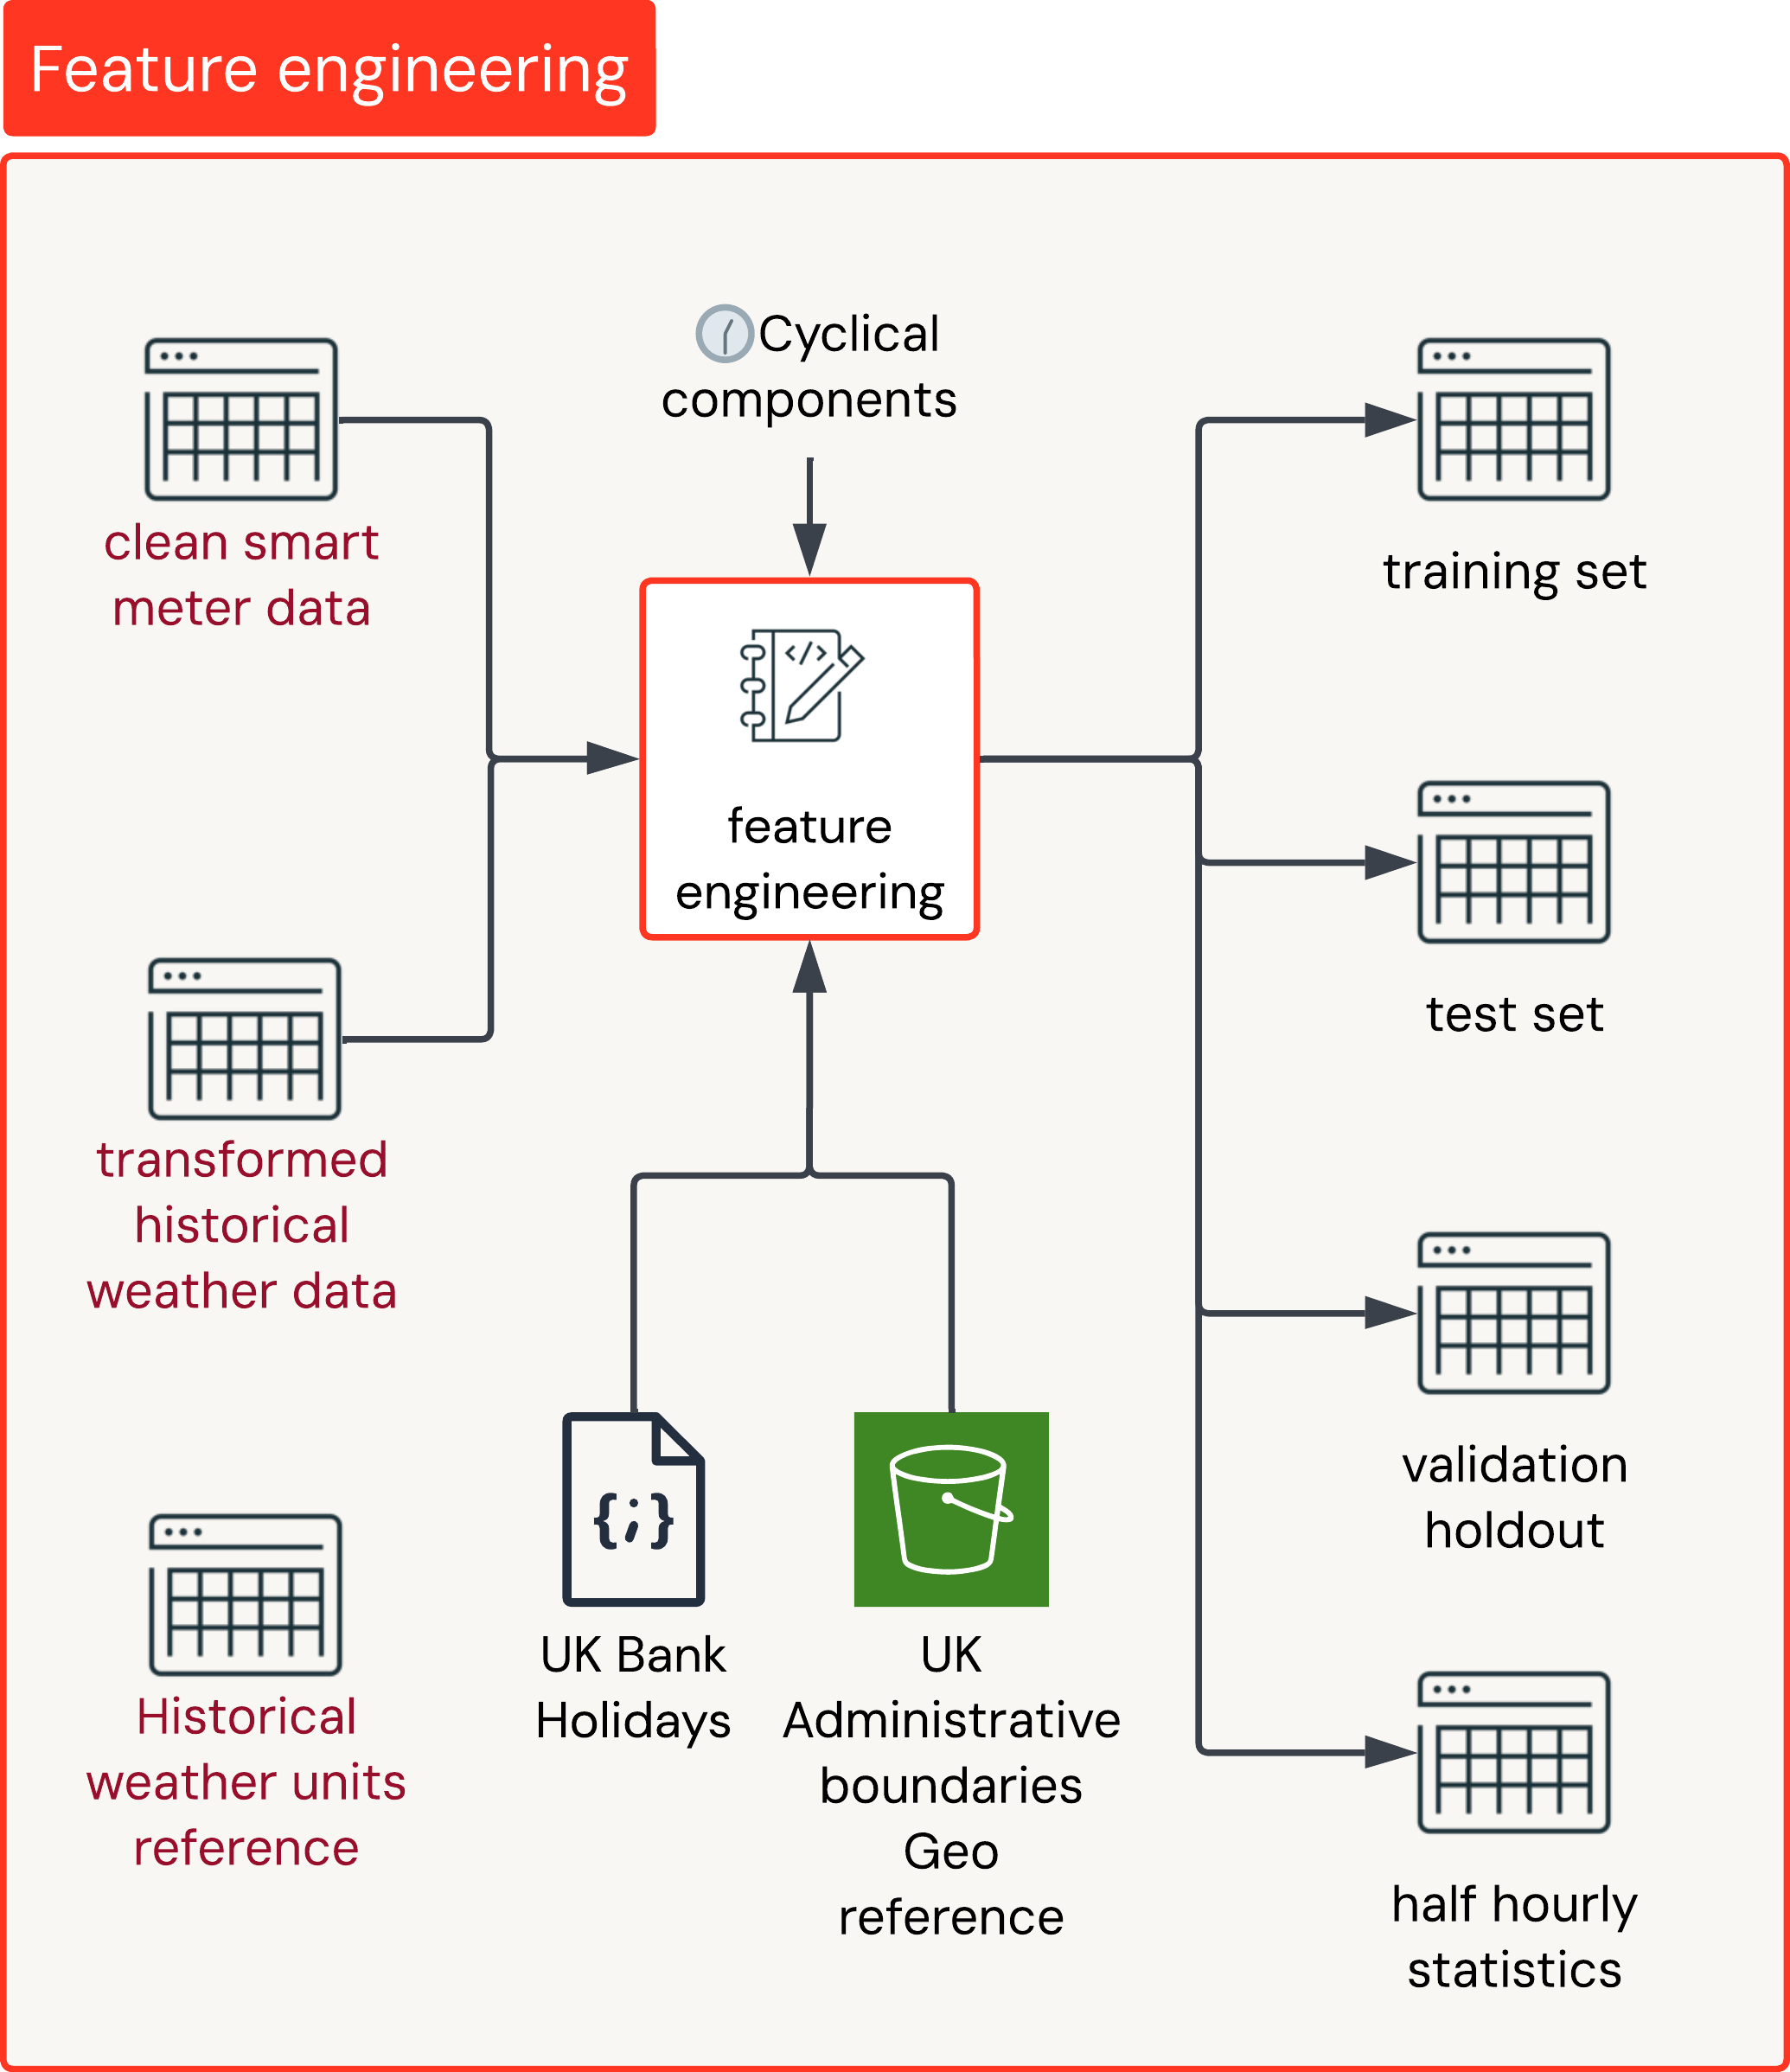 Feature engineering
Cyclical
components
clean smart
meter data
training set
</>
feature
engineering
test set
transformed
historical
weather data
validation
holdout
{;}
UK Bank
Holidays
UK
Administrative
boundaries
Geo
reference
Historical
weather units
reference
half hourly
statistics